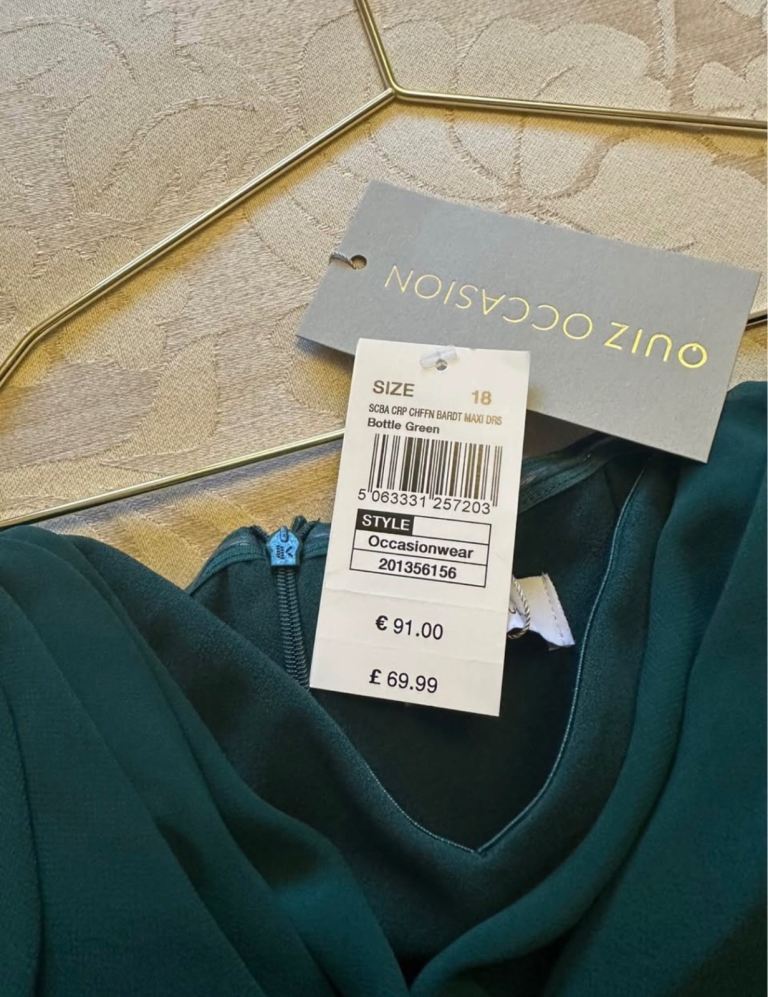 QUIZ OCCASION
SIZE 18
SCBA CRP CHFFN BARDT MAXI DRS
Bottle Green
5 063331 257203
STYLE
Occasionwear
201356156
€ 91.00
£ 69.99